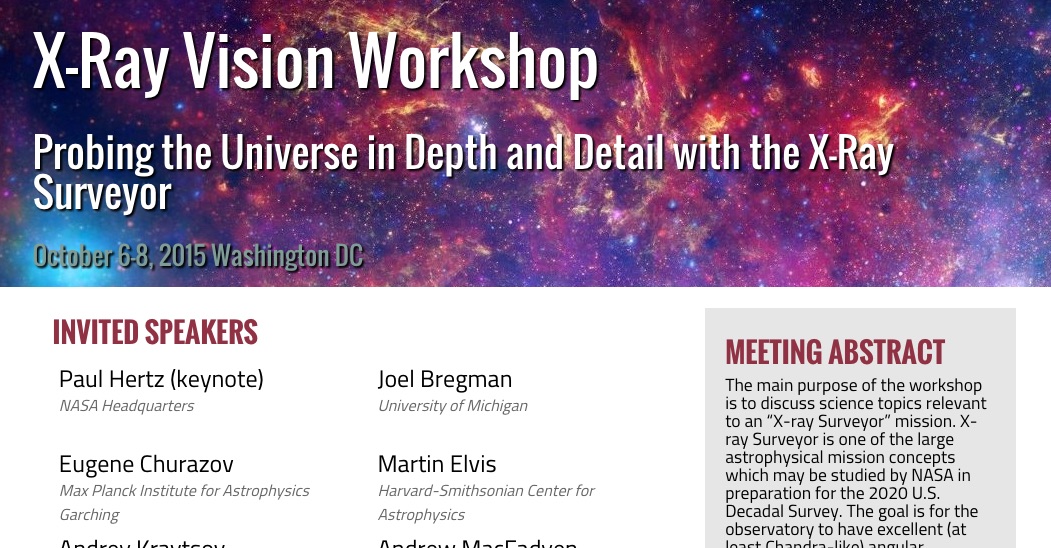 X-Ray Vision Workshop
Probing the Universe in Depth and Detail with the X-Ray
Surveyor
October 6-8, 2015 Washington DC
INVITED SPEAKERS
Paul Hertz (keynote)
NASA Headquarters
Joel Bregman
University of Michigan
Eugene Churazov
Max Planck Institute for Astrophysics
Garching
Martin Elvis
Harvard-Smithsonian Center for
Astrophysics
Andrey Kravtsov
Andrew MacFadyen
MEETING ABSTRACT
The main purpose of the workshop
is to discuss science topics relevant
to an “X-ray Surveyor” mission. X-
ray Surveyor is one of the large
astrophysical mission concepts
which may be studied by NASA in
preparation for the 2020 U.S.
Decadal Survey. The goal is for the
observatory to have excellent (at
least Chandra-like) angular